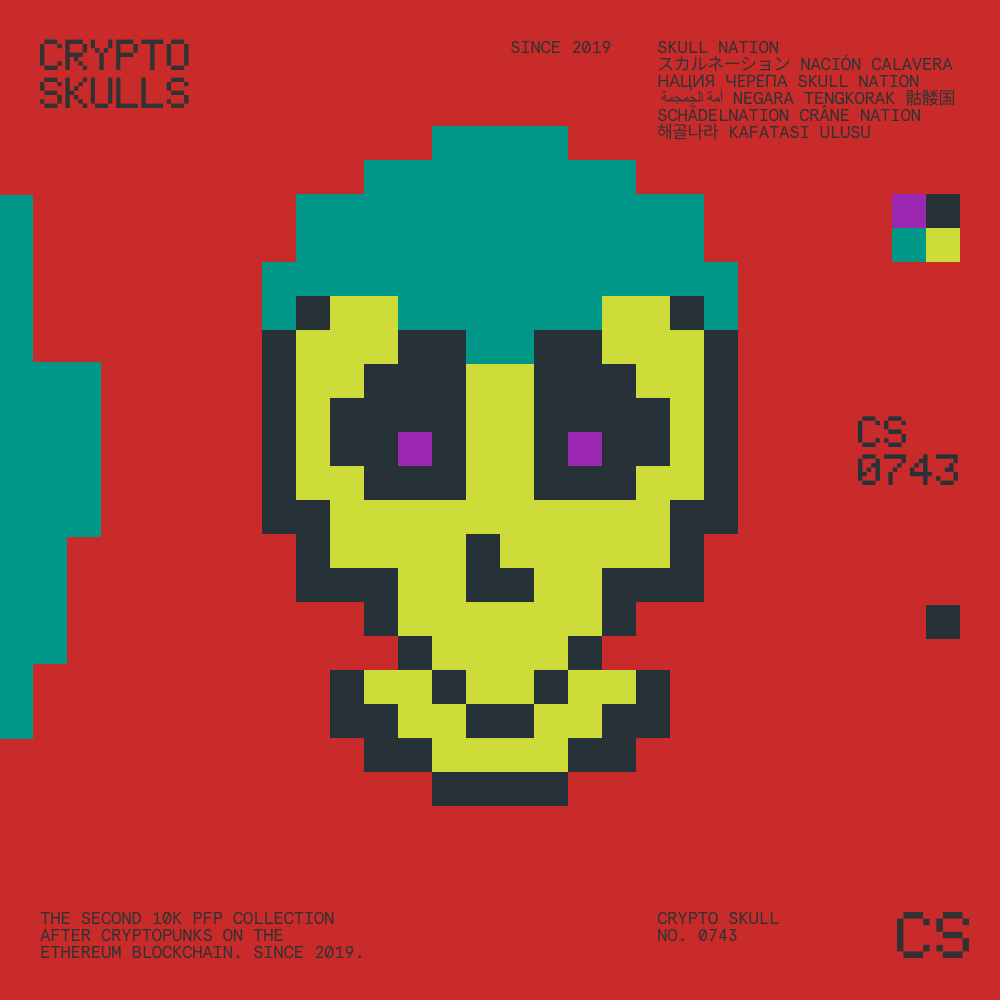 CRYPTO
SKULLS
SINCE 2019
SKULL NATION
スカルネーション NACIÓN CALAVERA
НАЦИЯ ЧЕРЕПА SKULL NATION
أمة الجمجمة NEGARA TENGKORAK 骷髅国
SCHÄDELNATION CRÂNE NATION
해골나라 KAFATASI ULUSU
CS
0743
THE SECOND 10K PFP COLLECTION
AFTER CRYPTOPUNKS ON THE
ETHEREUM BLOCKCHAIN. SINCE 2019.
CRYPTO SKULL
NO. 0743
CS